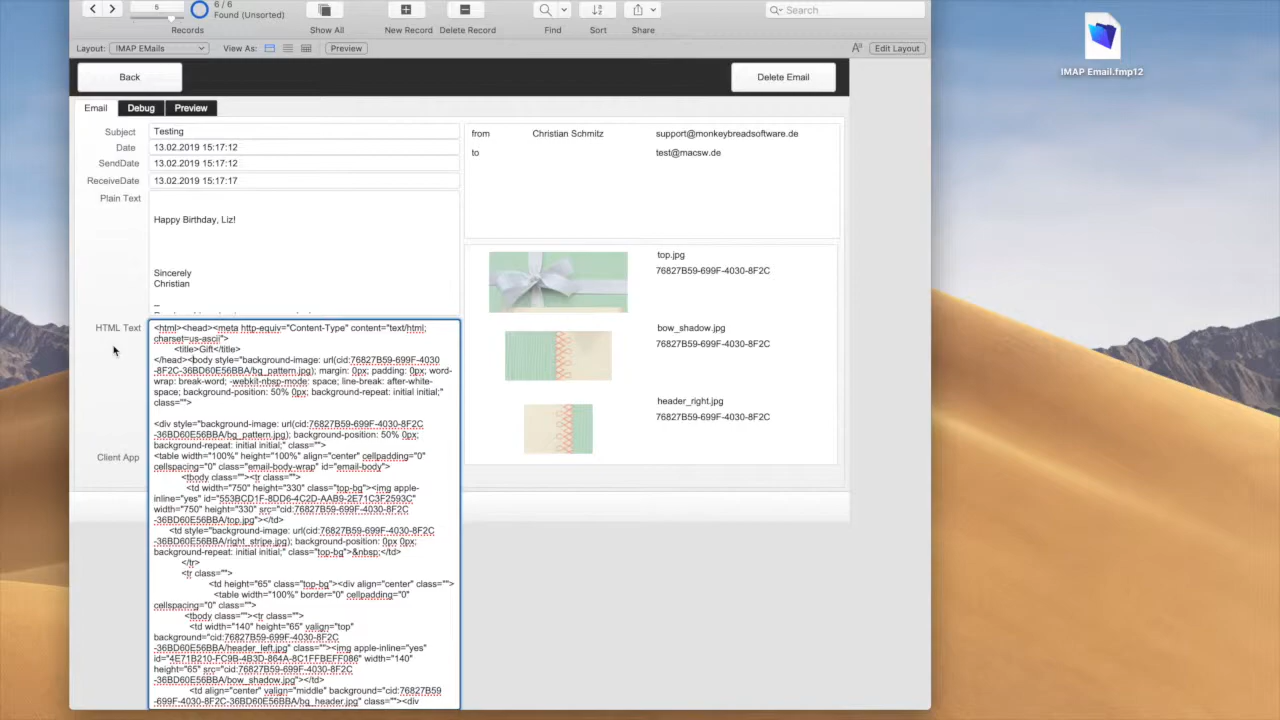 5
6 / 6
Found (Unsorted)
Search
Records
Show All
New Record
Delete Record
Find
Sort
Share
Layout:
IMAP EMails
View As:
Preview
Edit Layout
IMAP Email.fmp12
Back
Delete Email
Email
Debug
Preview
Subject
Testing
Date
13.02.2019 15:17:12
SendDate
13.02.2019 15:17:12
ReceiveDate
13.02.2019 15:17:17
Plain Text
Happy Birthday, Liz!
Sincerely
Christian
--
from Christian Schmitz support@monkeybreadsoftware.de
to test@macsw.de
top.jpg
76827B59-699F-4030-8F2C
bow_shadow.jpg
76827B59-699F-4030-8F2C
header_right.jpg
76827B59-699F-4030-8F2C
HTML Text
<html><head><meta http-equiv="Content-Type" content="text/html;
charset=us-ascii">
<title>Gift</title>
</head><body style="background-image: url(cid:76827B59-699F-4030
-8F2C-36BD60E56BBA/bg_pattern.jpg); margin: 0px; padding: 0px; word-
wrap: break-word; -webkit-nbsp-mode: space; line-break: after-white-
space; background-position: 50% 0px; background-repeat: initial initial;"
class="">
<div style="background-image: url(cid:76827B59-699F-4030-8F2C
-36BD60E56BBA/bg_pattern.jpg); background-position: 50% 0px;
background-repeat: initial initial;" class="">
<table width="100%" height="100%" align="center" cellpadding="0"
cellspacing="0" class="email-body-wrap" id="email-body">
<tbody class=""><tr class="">
<td width="750" height="330" class="top-bg"><img apple-
inline="yes" id="553BCD1F-8DD6-4C2D-AAB9-2E71C3F2593C"
width="750" height="330" src="cid:76827B59-699F-4030-8F2C
-36BD60E56BBA/top.jpg"></td>
<td style="background-image: url(cid:76827B59-699F-4030-8F2C
-36BD60E56BBA/right_stripe.jpg); background-position: 0px 0px;
background-repeat: initial initial;" class="top-bg">&nbsp;</td>
</tr>
<tr class="">
<td height="65" class="top-bg"><div align="center" class="">
<table width="100%" border="0" cellpadding="0"
cellspacing="0" class="">
<tbody class=""><tr class="">
<td width="140" height="65" valign="top"
background="cid:76827B59-699F-4030-8F2C
-36BD60E56BBA/header_left.jpg" class=""><img apple-inline="yes"
id="4E71B210-FC9B-4B3D-864A-8C1FFBEFF086" width="140"
height="65" src="cid:76827B59-699F-4030-8F2C
-36BD60E56BBA/bow_shadow.jpg"></td>
<td align="center" valign="middle" background="cid:76827B59
-699F-4030-8F2C-36BD60E56BBA/bg_header.jpg" class=""><div
Client App